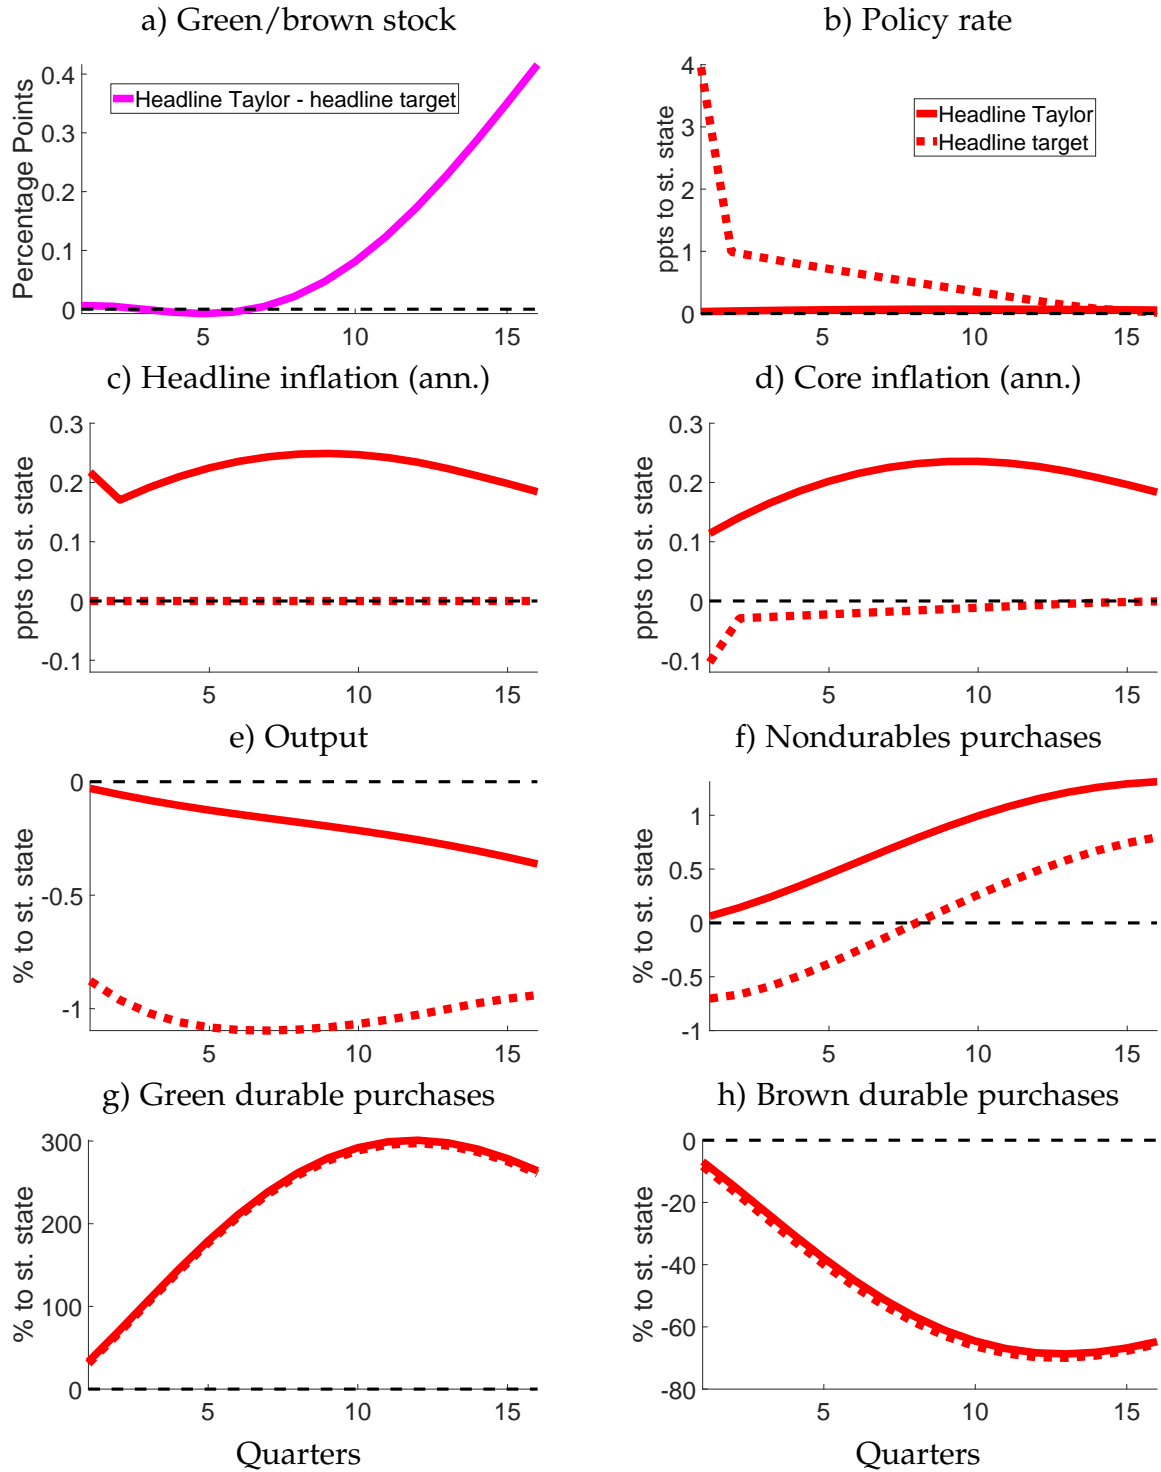 a) Green/brown stock
b) Policy rate
Percentage Points
0.4
0.3
0.2
0.1
0
5
10
15
Headline Taylor - headline target
ppts to st. state
4
3
2
1
0
5
10
15
Headline Taylor
Headline target
c) Headline inflation (ann.)
d) Core inflation (ann.)
ppts to st. state
0.3
0.2
0.1
0
-0.1
5
10
15
ppts to st. state
0.3
0.2
0.1
0
-0.1
5
10
15
e) Output
f) Nondurables purchases
% to st. state
0
-0.5
-1
5
10
15
% to st. state
1
0.5
0
-0.5
-1
5
10
15
g) Green durable purchases
h) Brown durable purchases
% to st. state
300
200
100
0
5
10
15
% to st. state
0
-20
-40
-60
-80
5
10
15
Quarters
Quarters